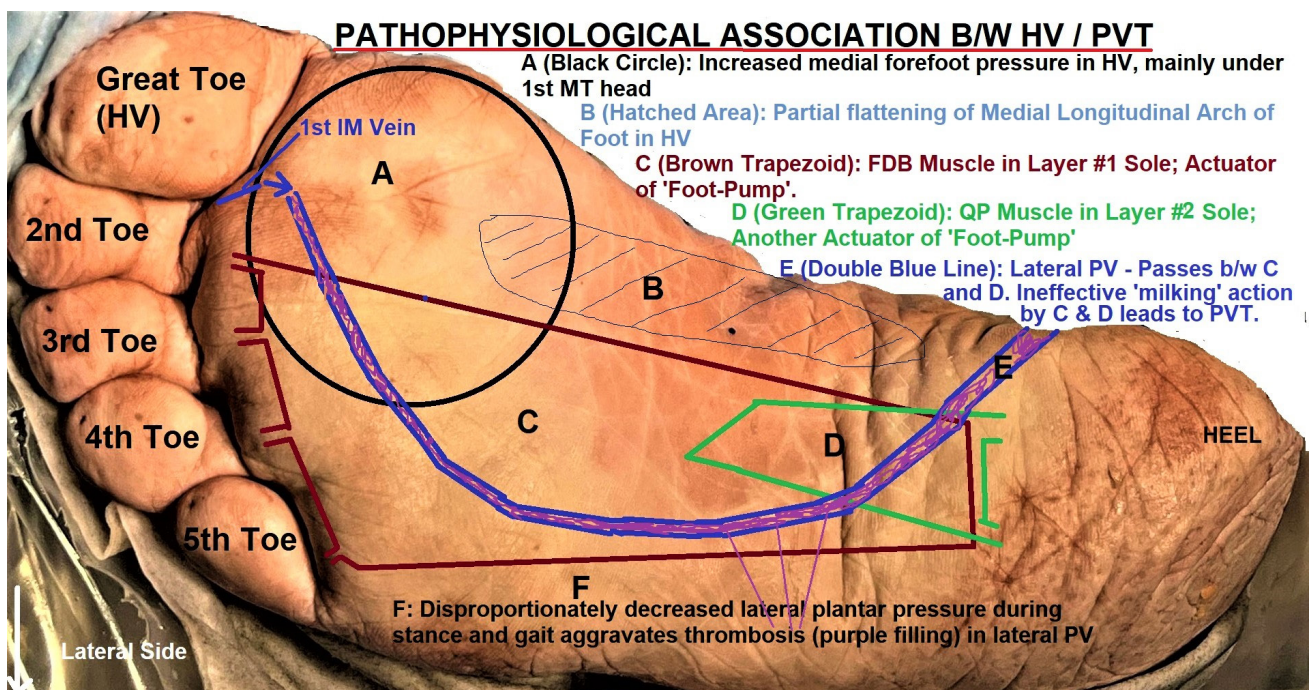 PATHOPHYSIOLOGICAL ASSOCIATION B/W HV / PVT
A (Black Circle): Increased medial forefoot pressure in HV, mainly under
1st MT head
B (Hatched Area): Partial flattening of Medial Longitudinal Arch of
Foot in HV
C (Brown Trapezoid): FDB Muscle in Layer #1 Sole; Actuator
of 'Foot-Pump'.
D (Green Trapezoid): QP Muscle in Layer #2 Sole;
Another Actuator of 'Foot-Pump'
E (Double Blue Line): Lateral PV - Passes b/w C
and D. Ineffective 'milking' action
by C & D leads to PVT.
Great Toe
(HV)
1st IM Vein
A
2nd Toe
B
3rd Toe
E
C
4th Toe
D
HEEL
5th Toe
F
F: Disproportionately decreased lateral plantar pressure during
stance and gait aggravates thrombosis (purple filling) in lateral PV
Lateral Side